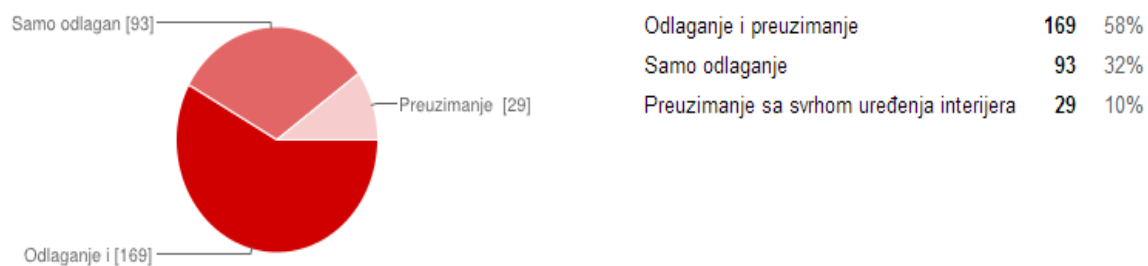 Samo odlagan [93]
Preuzimanje [29]
Odlaganje i [169]
Odlaganje i preuzimanje 169 58%
Samo odlaganje 93 32%
Preuzimanje sa svrhom uređenja interijera 29 10%